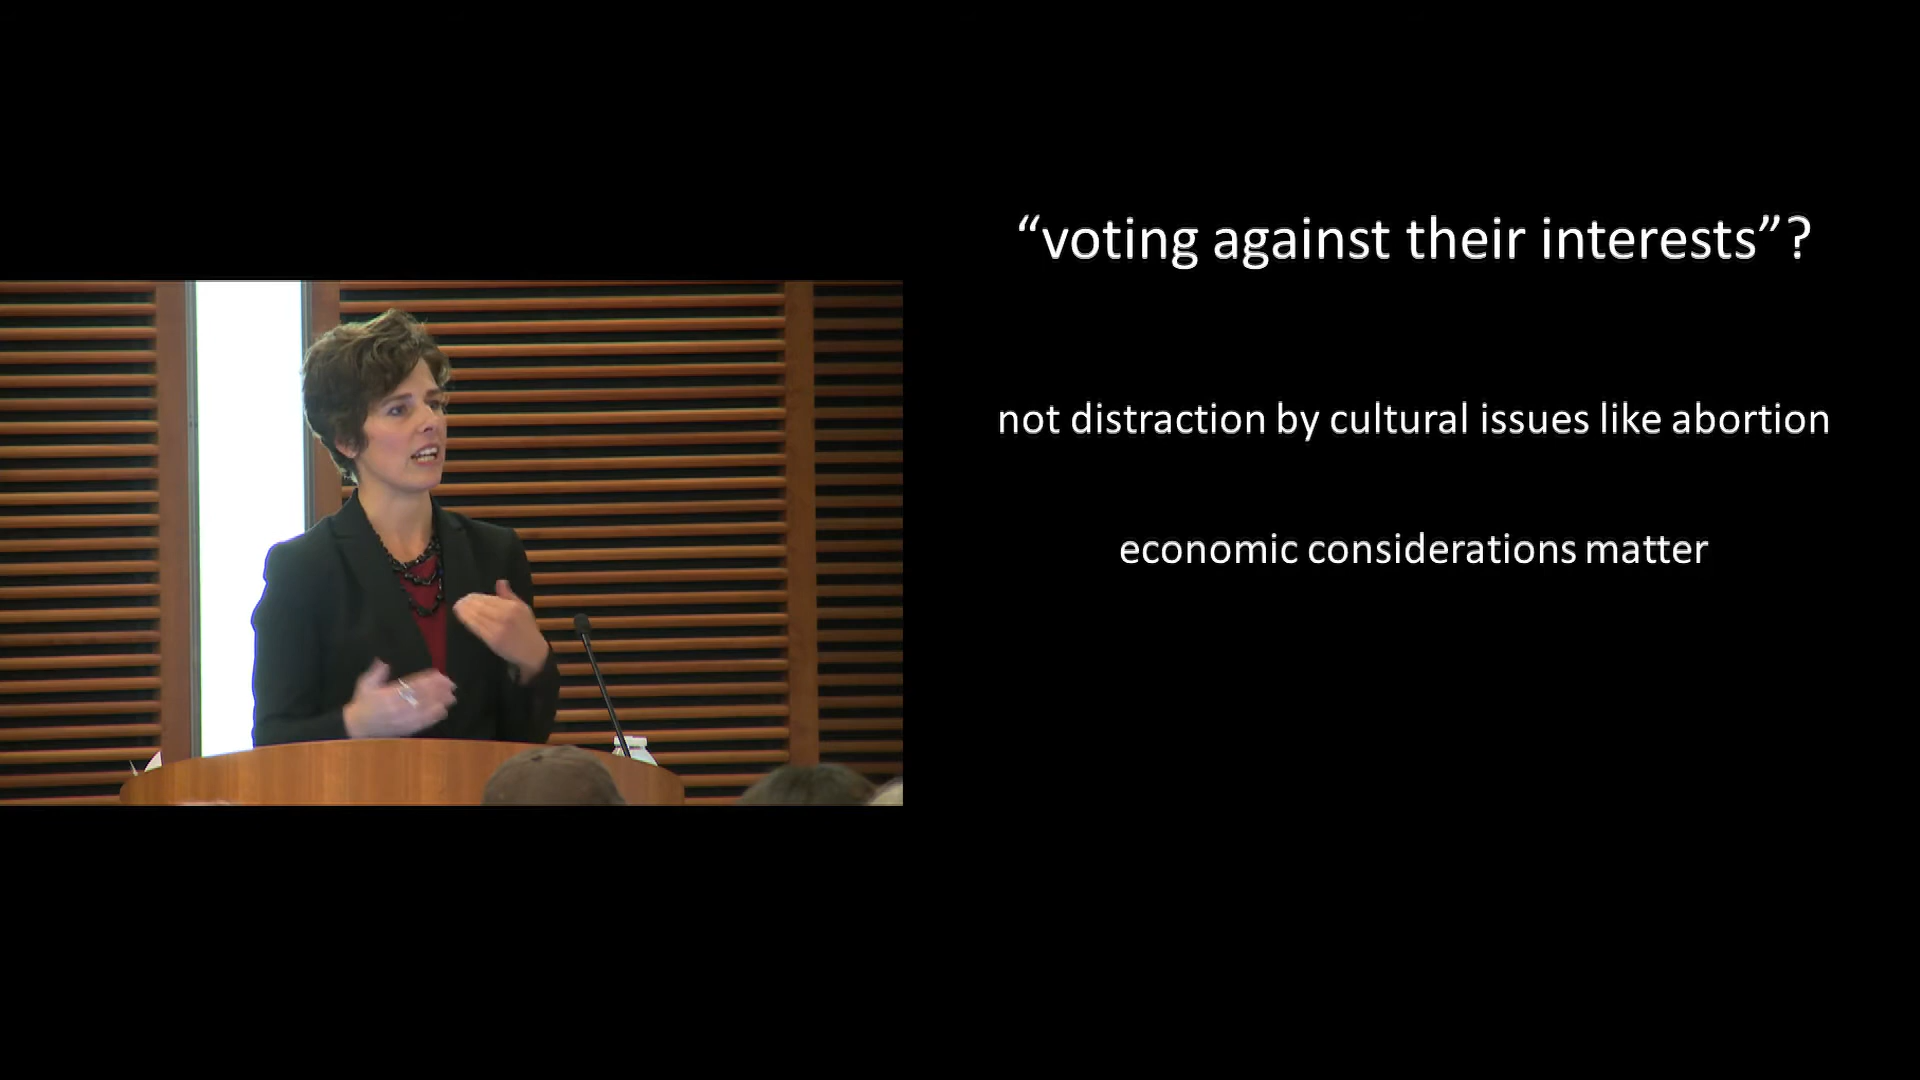 “voting against their interests”?
not distraction by cultural issues like abortion
economic considerations matter